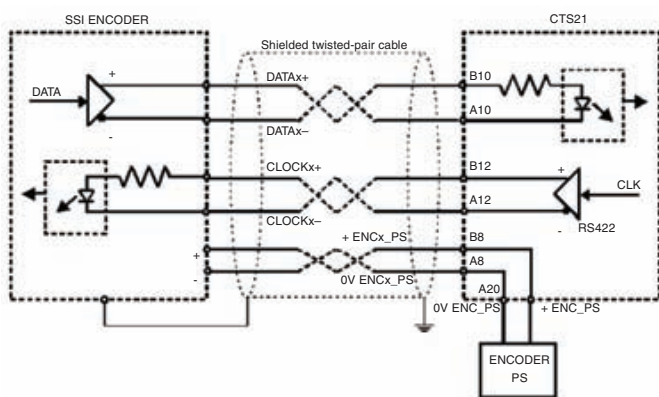 SSI ENCODER
CTS21
Shielded twisted-pair cable
DATA
+
-
DATAx+
DATAx–
B10
A10
CLOCKx+
CLOCKx–
B12
A12
+
-
CLK
RS422
+
-
+ ENCx_PS
0V ENCx_PS
B8
A8
A20
0V ENC_PS
+ ENC_PS
ENCODER
PS